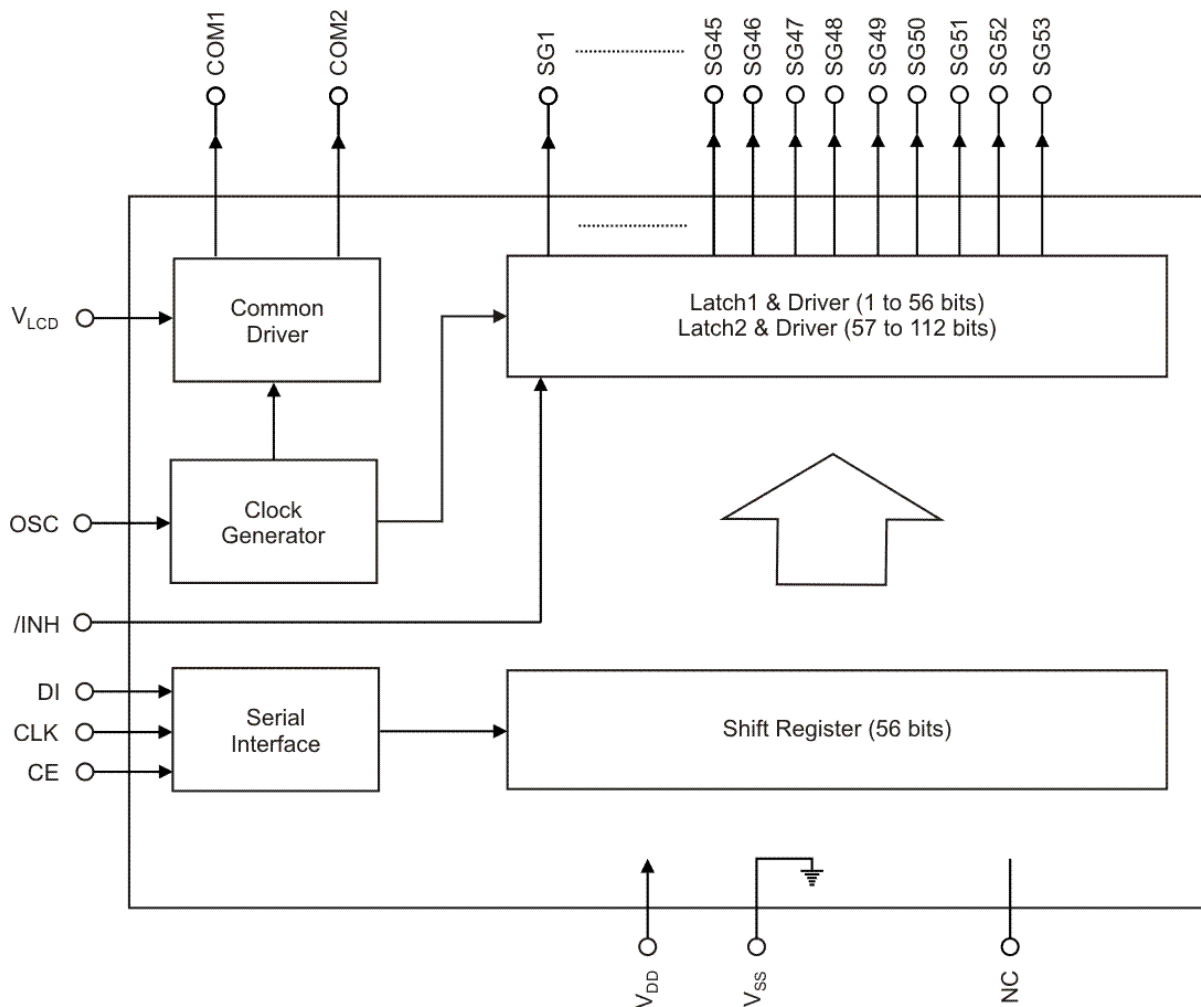 COM1
COM2
SG1
SG45
SG46
SG47
SG48
SG49
SG50
SG51
SG52
SG53
VLCD
Common
Driver
Latch1 & Driver (1 to 56 bits)
Latch2 & Driver (57 to 112 bits)
OSC
Clock
Generator
/INH
DI
CLK
CE
Serial
Interface
Shift Register (56 bits)
VDD
VSS
NC